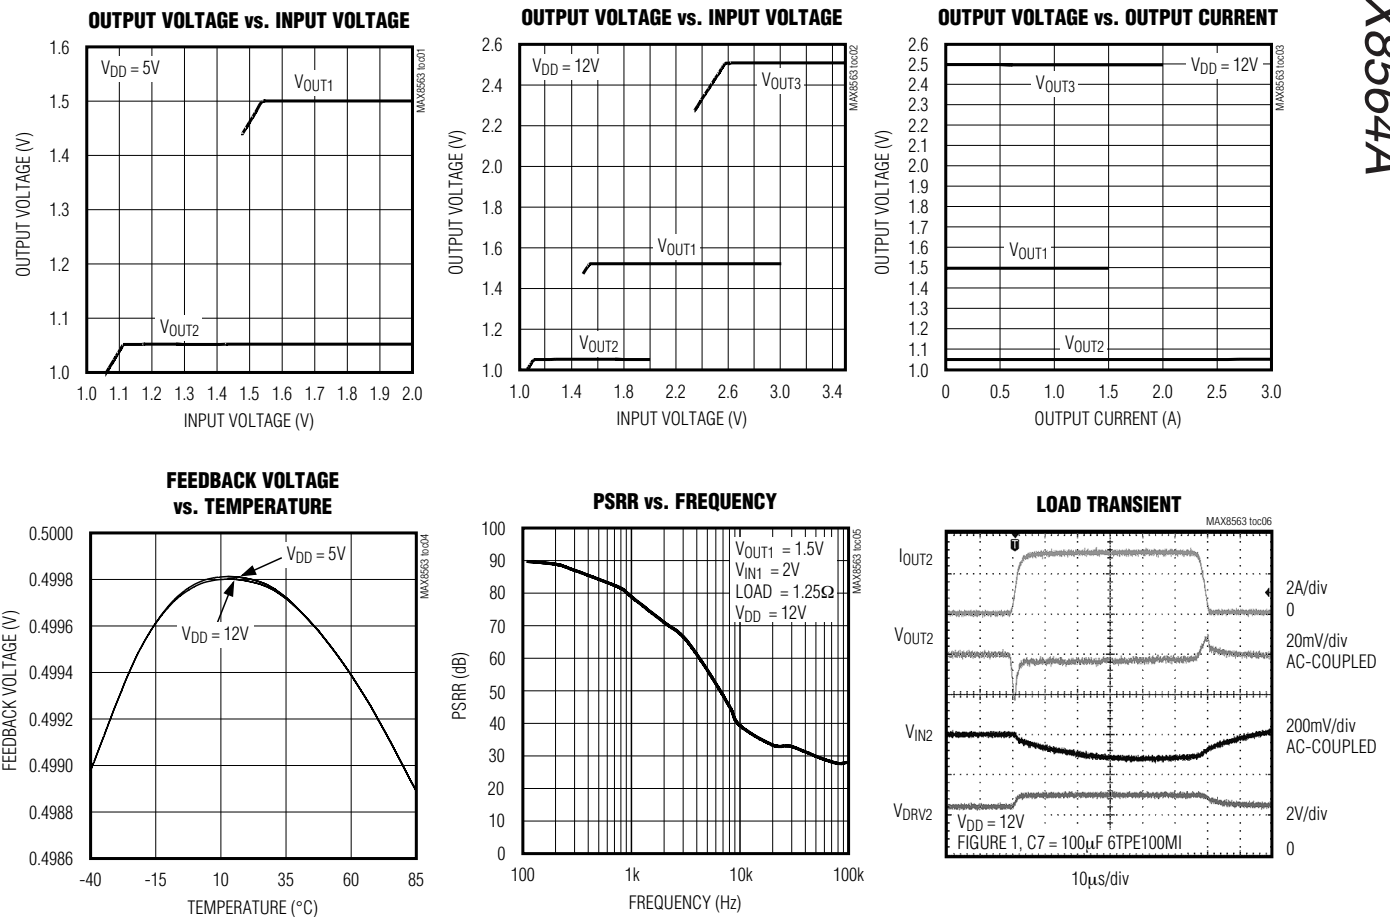 OUTPUT VOLTAGE vs. INPUT VOLTAGE
MAX8563 toc01
V_DD = 5V
V_OUT1
V_OUT2
OUTPUT VOLTAGE (V)
1.6
1.5
1.4
1.3
1.2
1.1
1.0
1.0 1.1 1.2 1.3 1.4 1.5 1.6 1.7 1.8 1.9 2.0
INPUT VOLTAGE (V)
OUTPUT VOLTAGE vs. INPUT VOLTAGE
MAX8563 toc02
V_DD = 12V
V_OUT3
V_OUT1
V_OUT2
OUTPUT VOLTAGE (V)
2.6
2.4
2.2
2.0
1.8
1.6
1.4
1.2
1.0
1.0 1.4 1.8 2.2 2.6 3.0 3.4
INPUT VOLTAGE (V)
OUTPUT VOLTAGE vs. OUTPUT CURRENT
MAX8563 toc03
V_DD = 12V
V_OUT3
V_OUT1
V_OUT2
OUTPUT VOLTAGE (V)
2.6
2.5
2.4
2.3
2.2
2.1
2.0
1.9
1.8
1.7
1.6
1.5
1.4
1.3
1.2
1.1
1.0
0 0.5 1.0 1.5 2.0 2.5 3.0
OUTPUT CURRENT (A)
X8564A
FEEDBACK VOLTAGE
vs. TEMPERATURE
MAX8563 toc04
V_DD = 5V
V_DD = 12V
FEEDBACK VOLTAGE (V)
0.5000
0.4998
0.4996
0.4994
0.4992
0.4990
0.4988
0.4986
-40 -15 10 35 60 85
TEMPERATURE (°C)
PSRR vs. FREQUENCY
MAX8563 toc05
V_OUT1 = 1.5V
V_IN1 = 2V
LOAD = 1.25Ω
V_DD = 12V
PSRR (dB)
100
90
80
70
60
50
40
30
20
10
0
100 1k 10k 100k
FREQUENCY (Hz)
LOAD TRANSIENT
MAX8563 toc06
I_OUT2
2A/div
0
V_OUT2
20mV/div
AC-COUPLED
V_IN2
200mV/div
AC-COUPLED
V_DRV2
2V/div
0
V_DD = 12V
FIGURE 1, C7 = 100µF 6TPE100MI
10µs/div